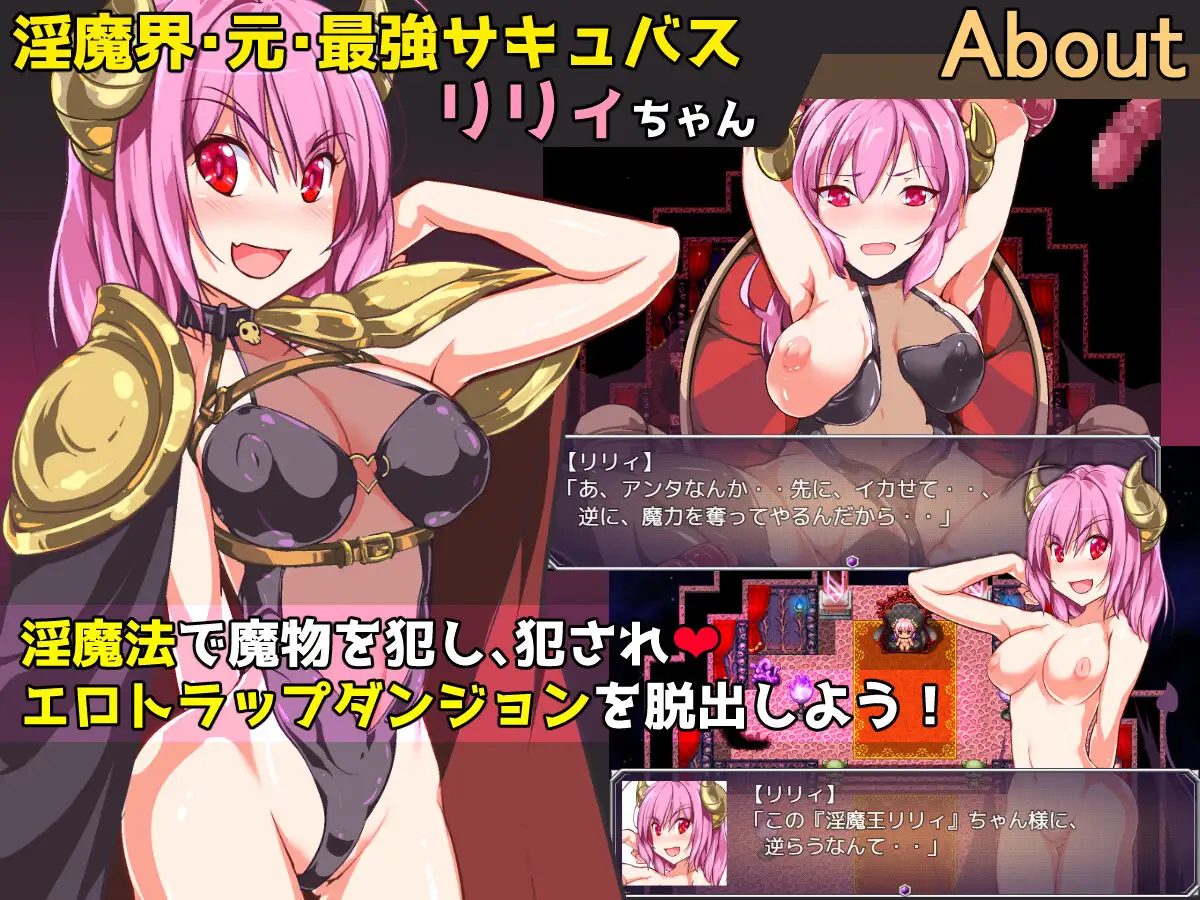 淫魔界・元・最強サキュバス
リリィちゃん
About
【リリィ】
「あ、アンタなんか・・先に、イカせて・・、
逆に、魔力を奪ってやるんだから・・」
淫魔法で魔物を犯し、犯され❤
エロトラップダンジョンを脱出しよう！
【リリィ】
「この『淫魔王リリィ』ちゃん様に、
逆らうなんて・・」